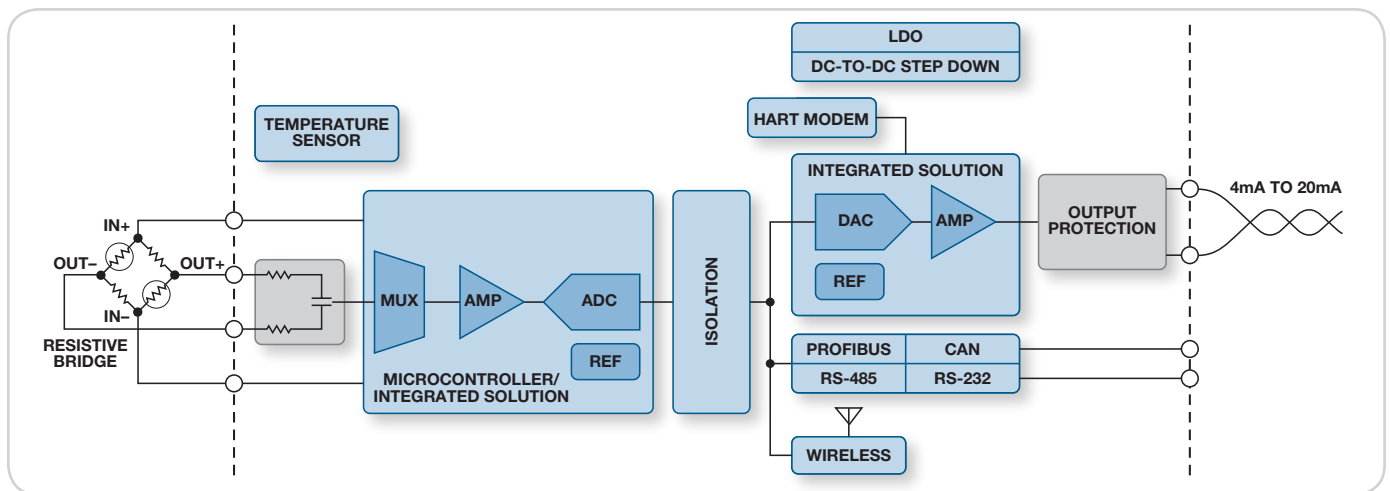 LDO
DC-TO-DC STEP DOWN
TEMPERATURE
SENSOR
HART MODEM
INTEGRATED SOLUTION
DAC
AMP
REF
OUTPUT
PROTECTION
4mA TO 20mA
IN+
OUT–
OUT+
IN–
RESISTIVE
BRIDGE
MUX
AMP
ADC
REF
MICROCONTROLLER/
INTEGRATED SOLUTION
ISOLATION
PROFIBUS
CAN
RS-485
RS-232
WIRELESS